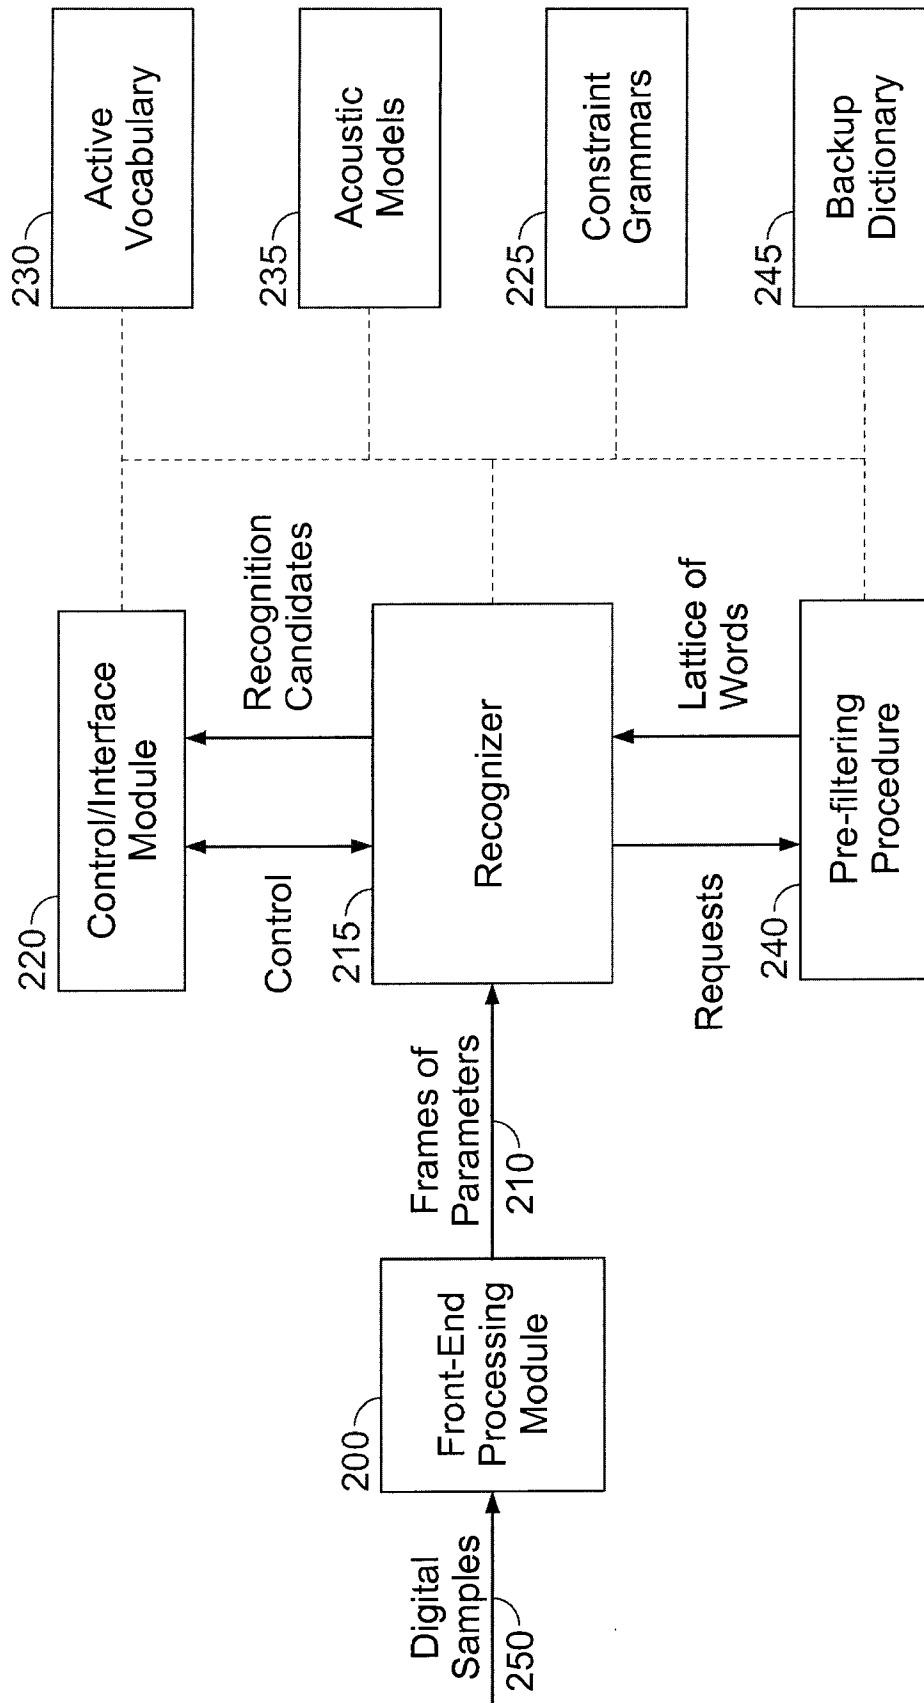 Digital
Samples
250
200
Front-End
Processing
Module
Frames of
Parameters
210
220
Control/Interface
Module
Control
Recognition
Candidates
215
Recognizer
Requests
Lattice of
Words
240
Pre-filtering
Procedure
230
Active
Vocabulary
235
Acoustic
Models
225
Constraint
Grammars
245
Backup
Dictionary